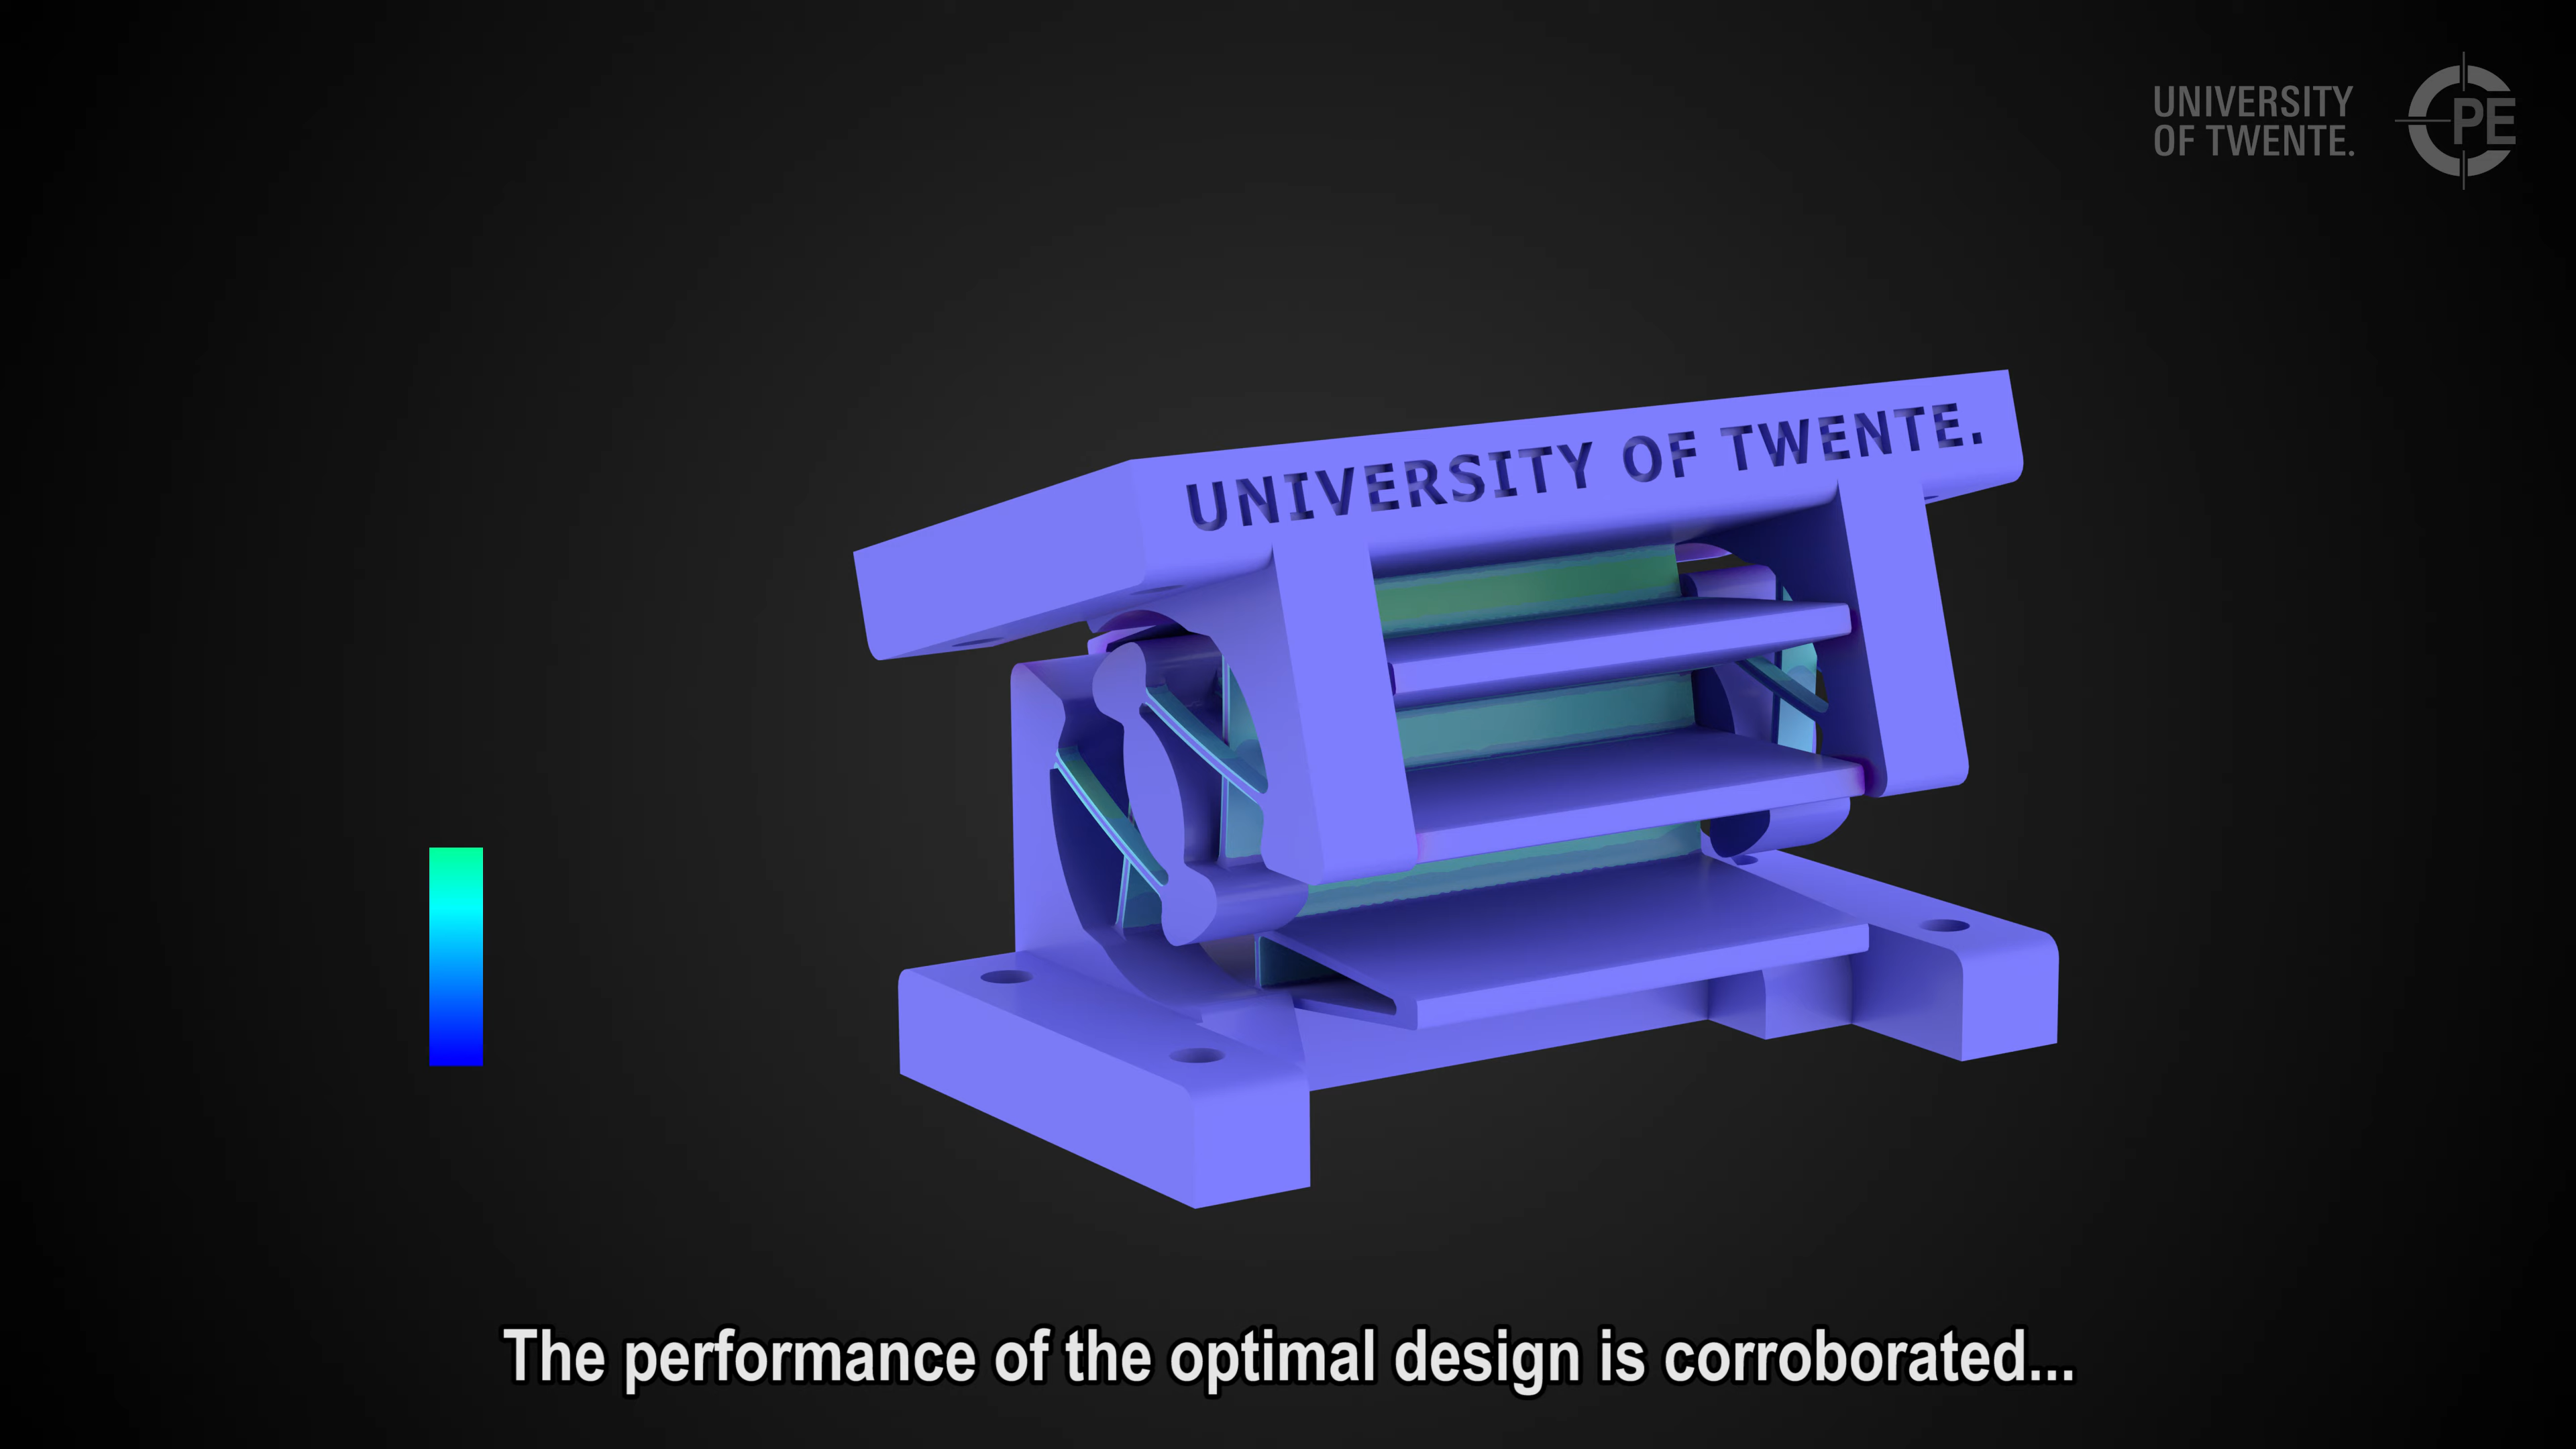 UNIVERSITY
OF TWENTE.
PE
UNIVERSITY OF TWENTE.
The performance of the optimal design is corroborated...